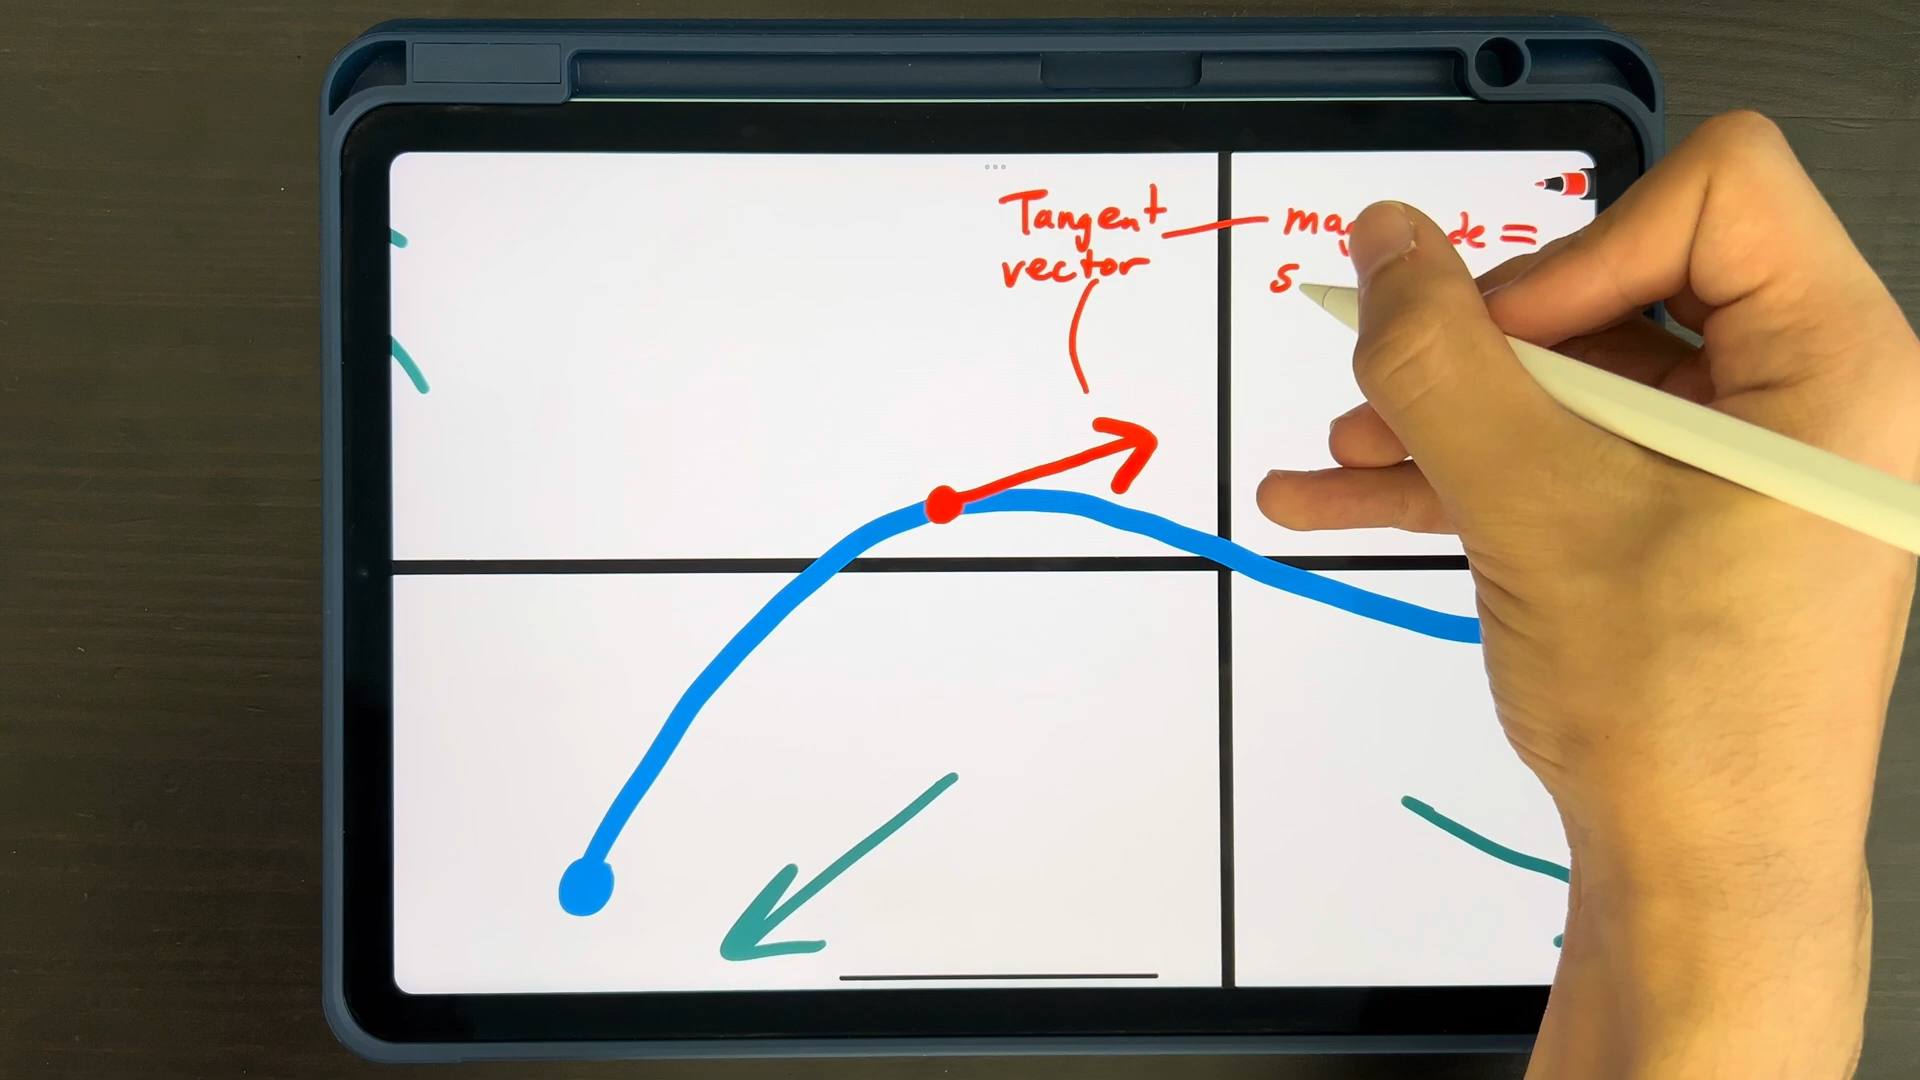 Tangent
vector
=
s